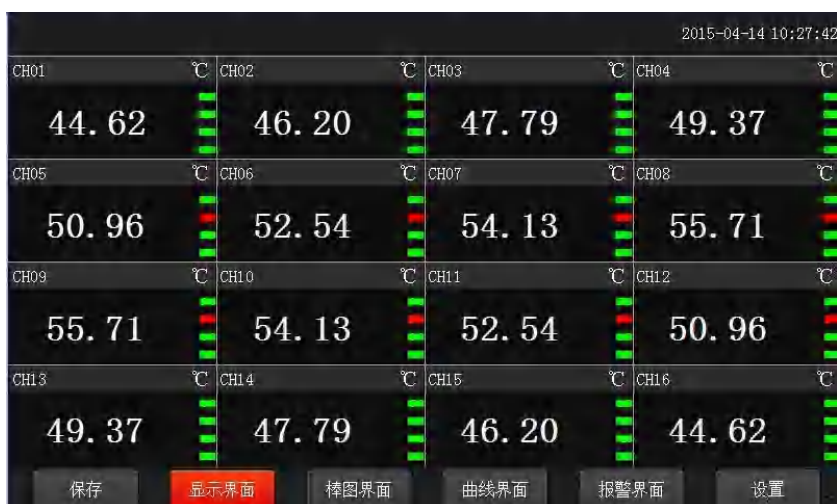 2015-04-14 10:27:42
CH01 ℃ CH02 ℃ CH03 ℃ CH04 ℃
44.62 46.20 47.79 49.37
CH05 ℃ CH06 ℃ CH07 ℃ CH08 ℃
50.96 52.54 54.13 55.71
CH09 ℃ CH10 ℃ CH11 ℃ CH12 ℃
55.71 54.13 52.54 50.96
CH13 ℃ CH14 ℃ CH15 ℃ CH16 ℃
49.37 47.79 46.20 44.62
保存 显示界面 棒图界面 曲线界面 报警界面 设置